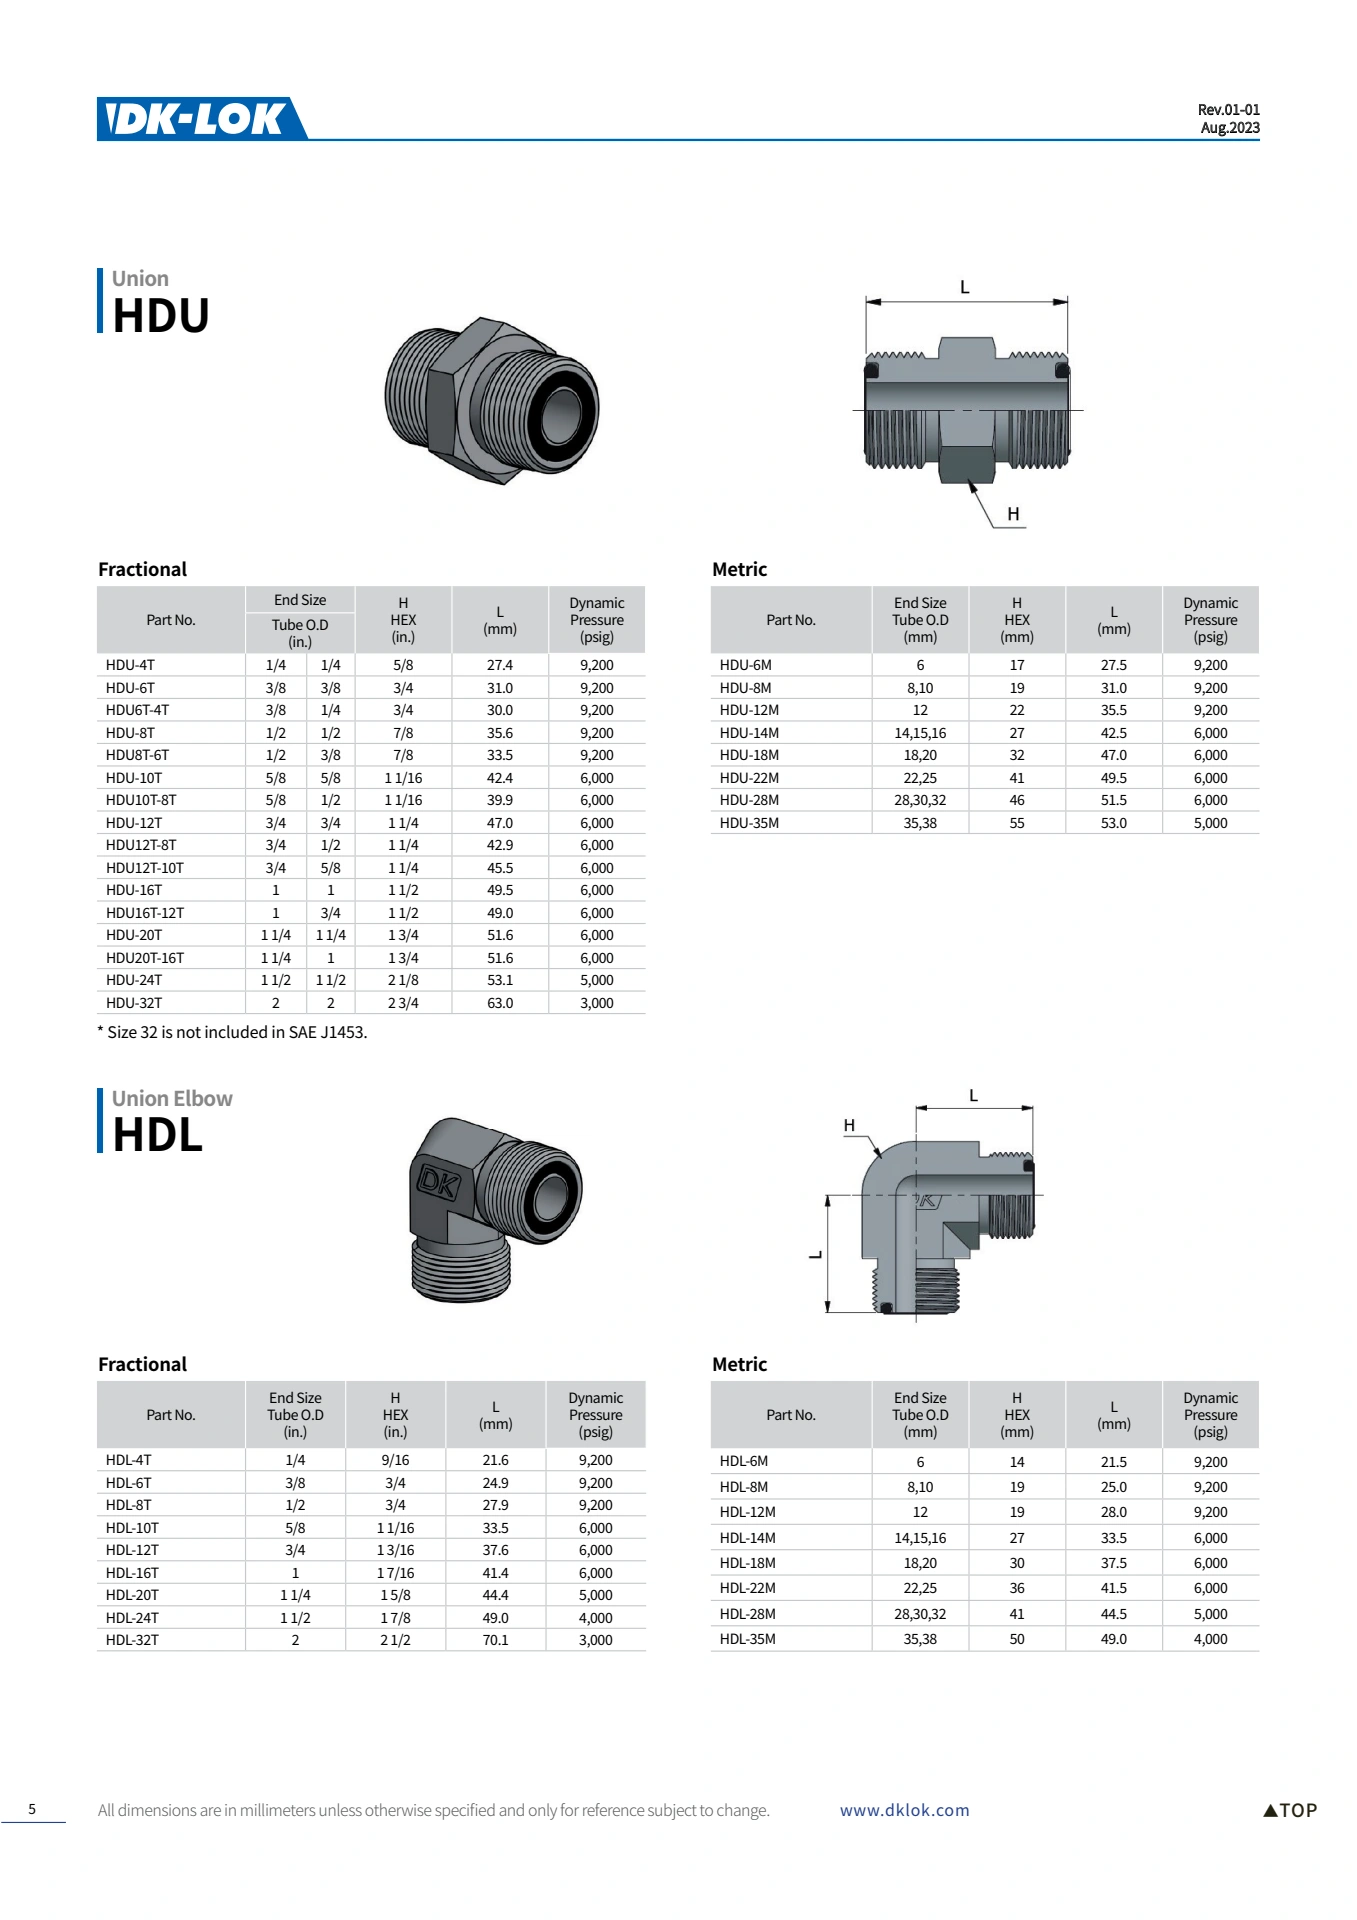 DK-LOK
Rev.01-01
Aug.2023
Union
HDU
L
H
Fractional
Part No. End Size Tube O.D (in.) H HEX (in.) L (mm) Dynamic Pressure (psig)
HDU-4T 1/4 1/4 5/8 27.4 9,200
HDU-6T 3/8 3/8 3/4 31.0 9,200
HDU6T-4T 3/8 1/4 3/4 30.0 9,200
HDU-8T 1/2 1/2 7/8 35.6 9,200
HDU8T-6T 1/2 3/8 7/8 33.5 9,200
HDU-10T 5/8 5/8 1 1/16 42.4 6,000
HDU10T-8T 5/8 1/2 1 1/16 39.9 6,000
HDU-12T 3/4 3/4 1 1/4 47.0 6,000
HDU12T-8T 3/4 1/2 1 1/4 42.9 6,000
HDU12T-10T 3/4 5/8 1 1/4 45.5 6,000
HDU-16T 1 1 1 1/2 49.5 6,000
HDU16T-12T 1 3/4 1 1/2 49.0 6,000
HDU-20T 1 1/4 1 1/4 1 3/4 51.6 6,000
HDU20T-16T 1 1/4 1 1 3/4 51.6 6,000
HDU-24T 1 1/2 1 1/2 2 1/8 53.1 5,000
HDU-32T 2 2 2 3/4 63.0 3,000
* Size 32 is not included in SAE J1453.
Metric
Part No. End Size Tube O.D (mm) H HEX (mm) L (mm) Dynamic Pressure (psig)
HDU-6M 6 17 27.5 9,200
HDU-8M 8,10 19 31.0 9,200
HDU-12M 12 22 35.5 9,200
HDU-14M 14,15,16 27 42.5 6,000
HDU-18M 18,20 32 47.0 6,000
HDU-22M 22,25 41 49.5 6,000
HDU-28M 28,30,32 46 51.5 6,000
HDU-35M 35,38 55 53.0 5,000
Union Elbow
HDL
DK
L
H
DK
L
Fractional
Part No. End Size Tube O.D (in.) H HEX (in.) L (mm) Dynamic Pressure (psig)
HDL-4T 1/4 9/16 21.6 9,200
HDL-6T 3/8 3/4 24.9 9,200
HDL-8T 1/2 3/4 27.9 9,200
HDL-10T 5/8 1 1/16 33.5 6,000
HDL-12T 3/4 1 3/16 37.6 6,000
HDL-16T 1 1 7/16 41.4 6,000
HDL-20T 1 1/4 1 5/8 44.4 5,000
HDL-24T 1 1/2 1 7/8 49.0 4,000
HDL-32T 2 2 1/2 70.1 3,000
Metric
Part No. End Size Tube O.D (mm) H HEX (mm) L (mm) Dynamic Pressure (psig)
HDL-6M 6 14 21.5 9,200
HDL-8M 8,10 19 25.0 9,200
HDL-12M 12 19 28.0 9,200
HDL-14M 14,15,16 27 33.5 6,000
HDL-18M 18,20 30 37.5 6,000
HDL-22M 22,25 36 41.5 6,000
HDL-28M 28,30,32 41 44.5 5,000
HDL-35M 35,38 50 49.0 4,000
5
All dimensions are in millimeters unless otherwise specified and only for reference subject to change.
www.dklok.com
▲TOP